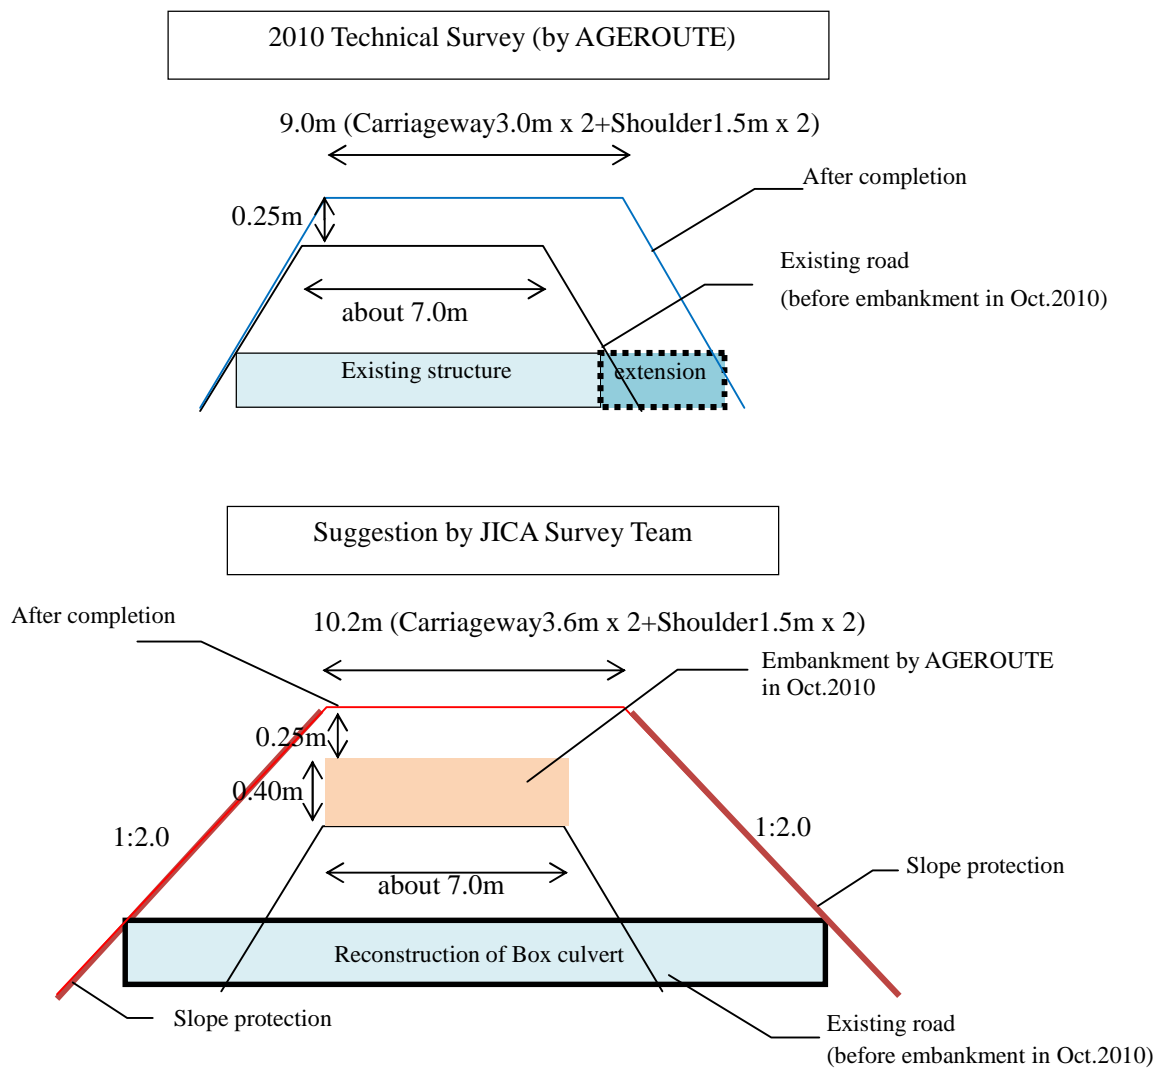 2010 Technical Survey (by AGEROUTE)
9.0m (Carriageway3.0m x 2+Shoulder1.5m x 2)
After completion
0.25m
Existing road
(before embankment in Oct.2010)
about 7.0m
Existing structure
extension
Suggestion by JICA Survey Team
After completion
10.2m (Carriageway3.6m x 2+Shoulder1.5m x 2)
Embankment by AGEROUTE
in Oct.2010
0.25m
0.40m
1:2.0
1:2.0
about 7.0m
Slope protection
Reconstruction of Box culvert
Slope protection
Existing road
(before embankment in Oct.2010)